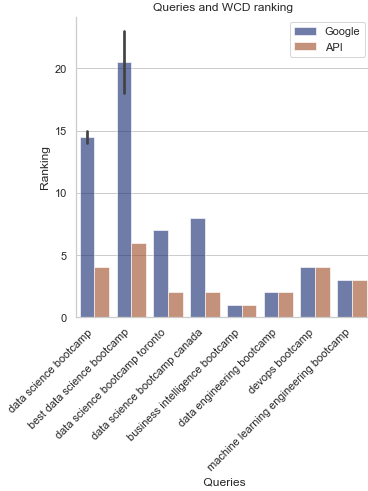 Queries and WCD ranking
Google
API
Ranking
20
15
10
5
0
data science bootcamp
best data science bootcamp
data science bootcamp toronto
data science bootcamp canada
business intelligence bootcamp
data engineering bootcamp
devops bootcamp
machine learning engineering bootcamp
Queries